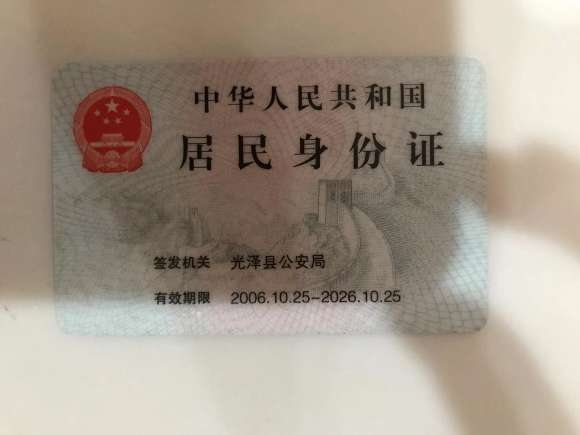 中华人民共和国
居民身份证
签发机关 光泽县公安局
有效期限 2006.10.25-2026.10.25